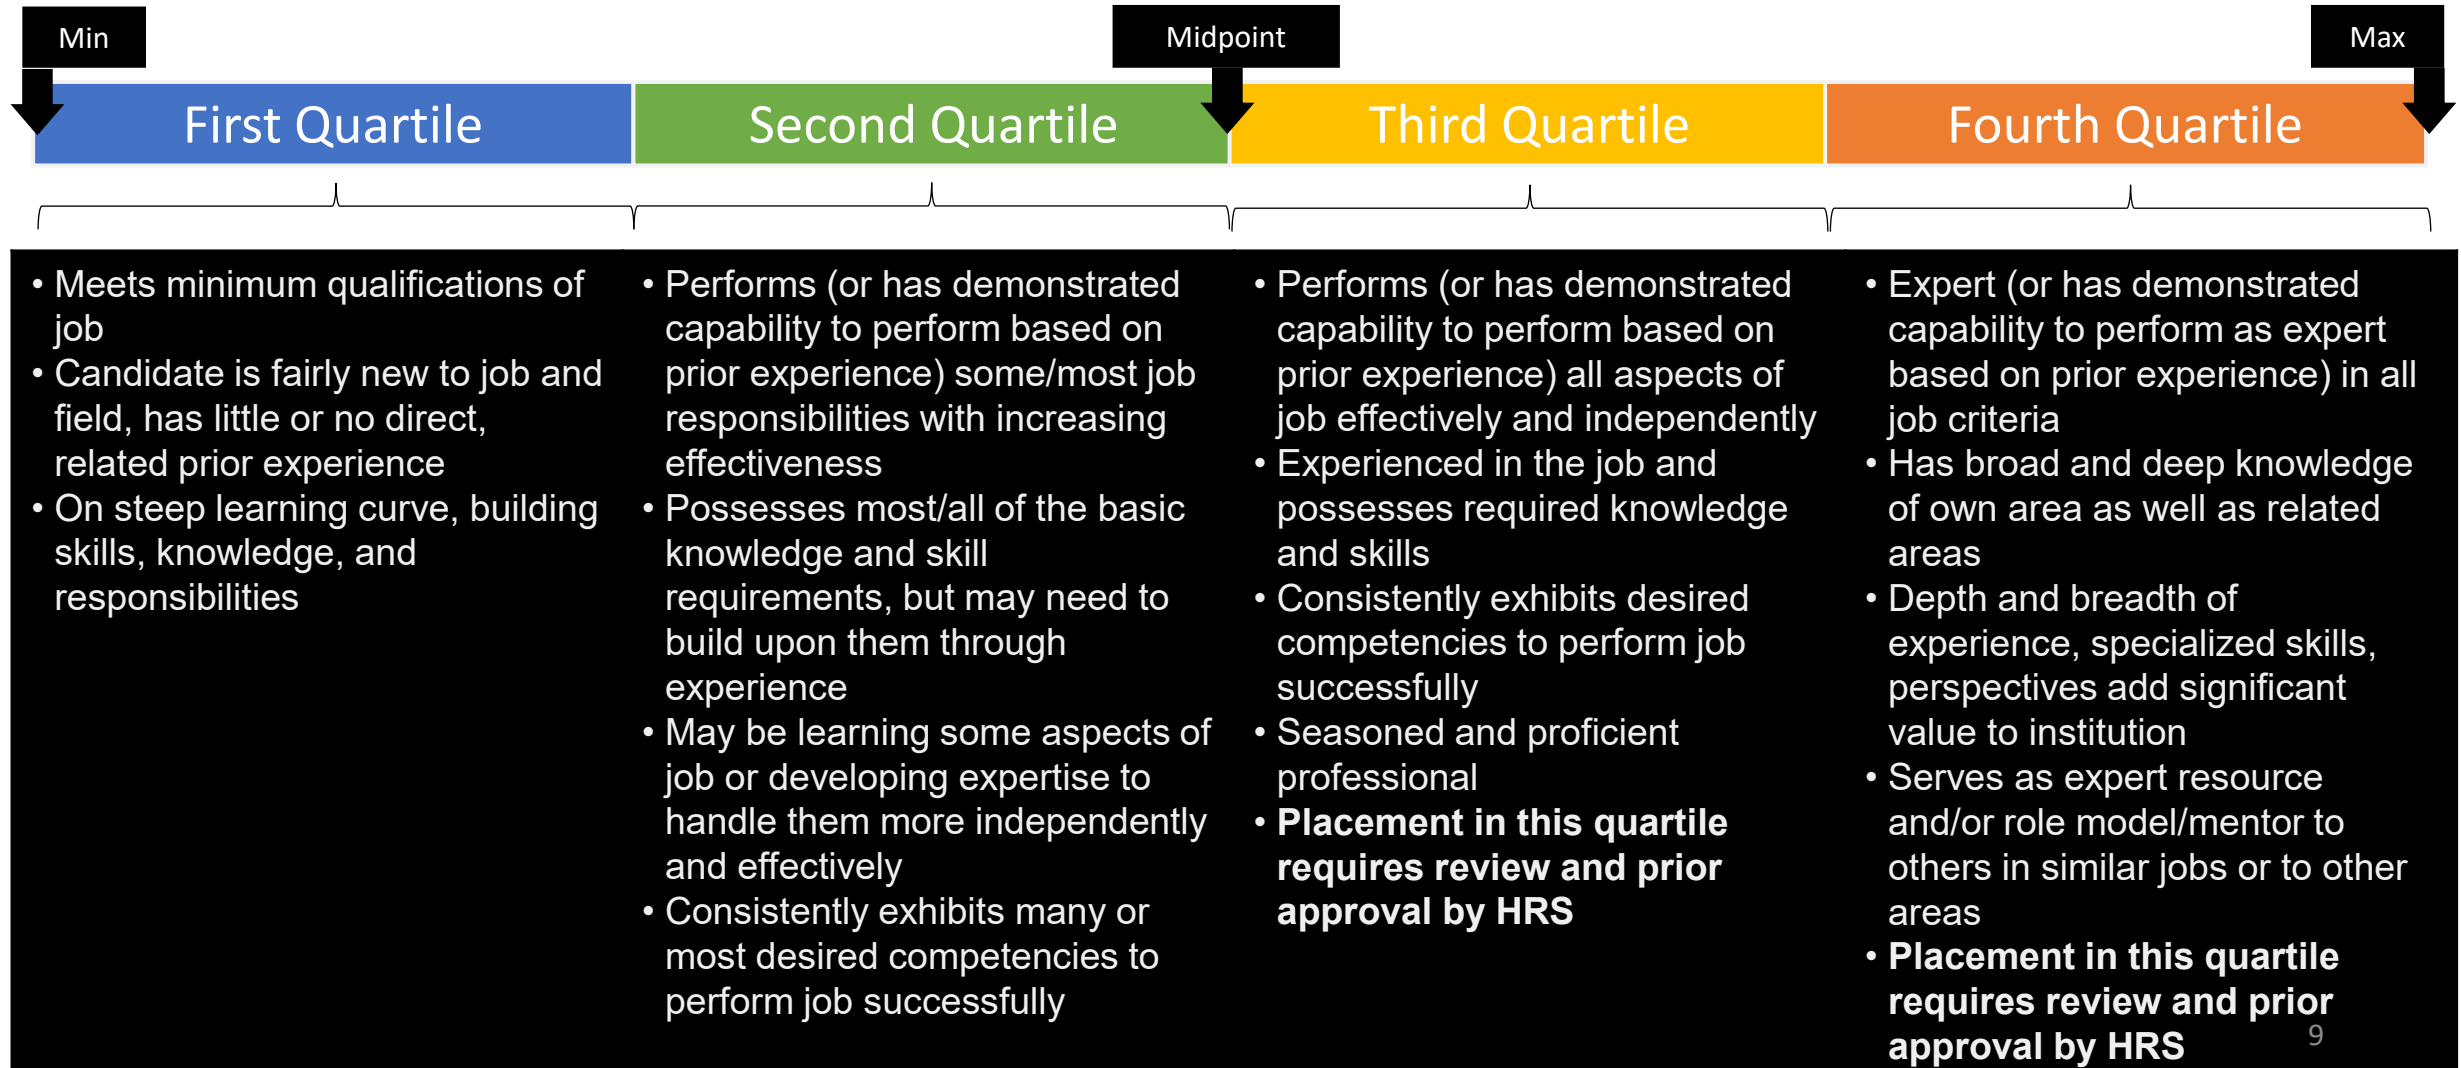 Min
Midpoint
Max
First Quartile
Second Quartile
Third Quartile
Fourth Quartile
• Meets minimum qualifications of
job
• Candidate is fairly new to job and
field, has little or no direct,
related prior experience
• On steep learning curve, building
skills, knowledge, and
responsibilities
• Performs (or has demonstrated
capability to perform based on
prior experience) some/most job
responsibilities with increasing
effectiveness
• Possesses most/all of the basic
knowledge and skill
requirements, but may need to
build upon them through
experience
• May be learning some aspects of
job or developing expertise to
handle them more independently
and effectively
• Consistently exhibits many or
most desired competencies to
perform job successfully
• Performs (or has demonstrated
capability to perform based on
prior experience) all aspects of
job effectively and independently
• Experienced in the job and
possesses required knowledge
and skills
• Consistently exhibits desired
competencies to perform job
successfully
• Seasoned and proficient
professional
• Placement in this quartile
requires review and prior
approval by HRS
• Expert (or has demonstrated
capability to perform as expert
based on prior experience) in all
job criteria
• Has broad and deep knowledge
of own area as well as related
areas
• Depth and breadth of
experience, specialized skills,
perspectives add significant
value to institution
• Serves as expert resource
and/or role model/mentor to
others in similar jobs or to other
areas
• Placement in this quartile
requires review and prior
approval by HRS
9